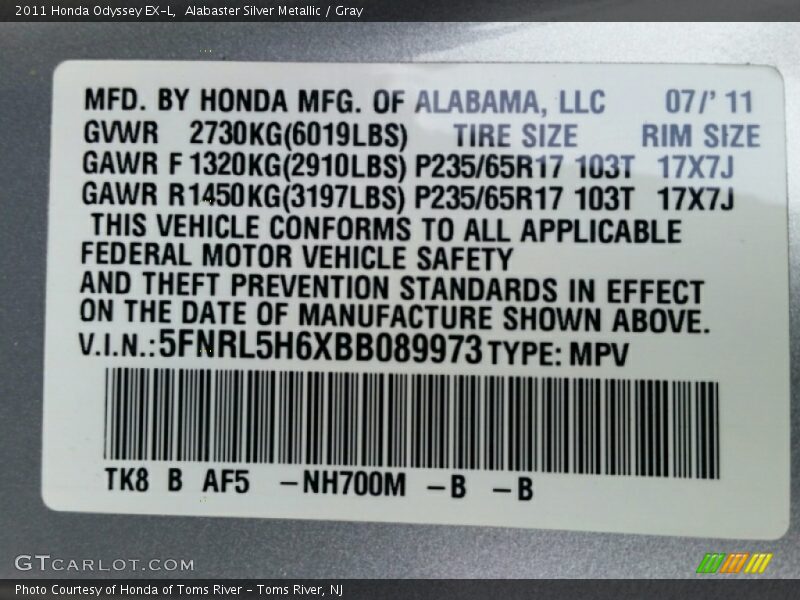 2011 Honda Odyssey EX-L,  Alabaster Silver Metallic / Gray
MFD. BY HONDA MFG. OF ALABAMA, LLC 07/' 11
GVWR 2730KG(6019LBS) TIRE SIZE RIM SIZE
GAWR F 1320KG(2910LBS) P235/65R17 103T 17X7J
GAWR R1450KG(3197LBS) P235/65R17 103T 17X7J
THIS VEHICLE CONFORMS TO ALL APPLICABLE
FEDERAL MOTOR VEHICLE SAFETY
AND THEFT PREVENTION STANDARDS IN EFFECT
ON THE DATE OF MANUFACTURE SHOWN ABOVE.
V.I.N.:5FNRL5H6XBB089973 TYPE: MPV
TK8 B AF5 -NH700M -B -B
GTCARLOT.COM
Photo Courtesy of Honda of Toms River - Toms River, NJ